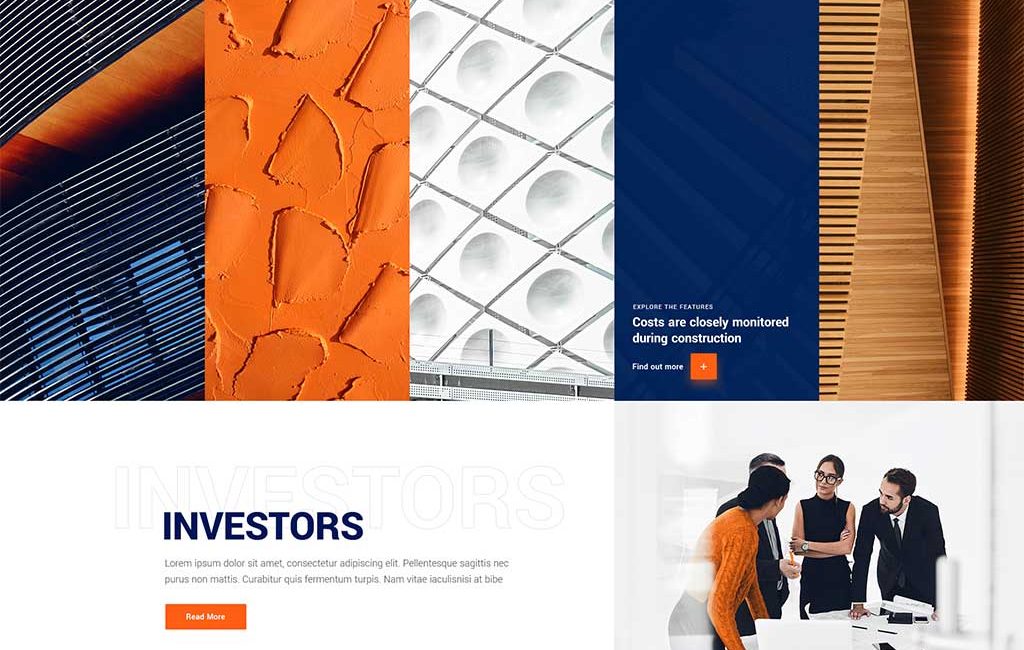 EXPLORE THE FEATURES
Costs are closely monitored
during construction
Find out more +
INVESTORS
INVESTORS
Lorem ipsum dolor sit amet, consectetur adipiscing elit. Pellentesque sagittis nec
purus non mattis. Curabitur quis fermentum turpis. Nam vitae iaculisnisi at bibe
Read More